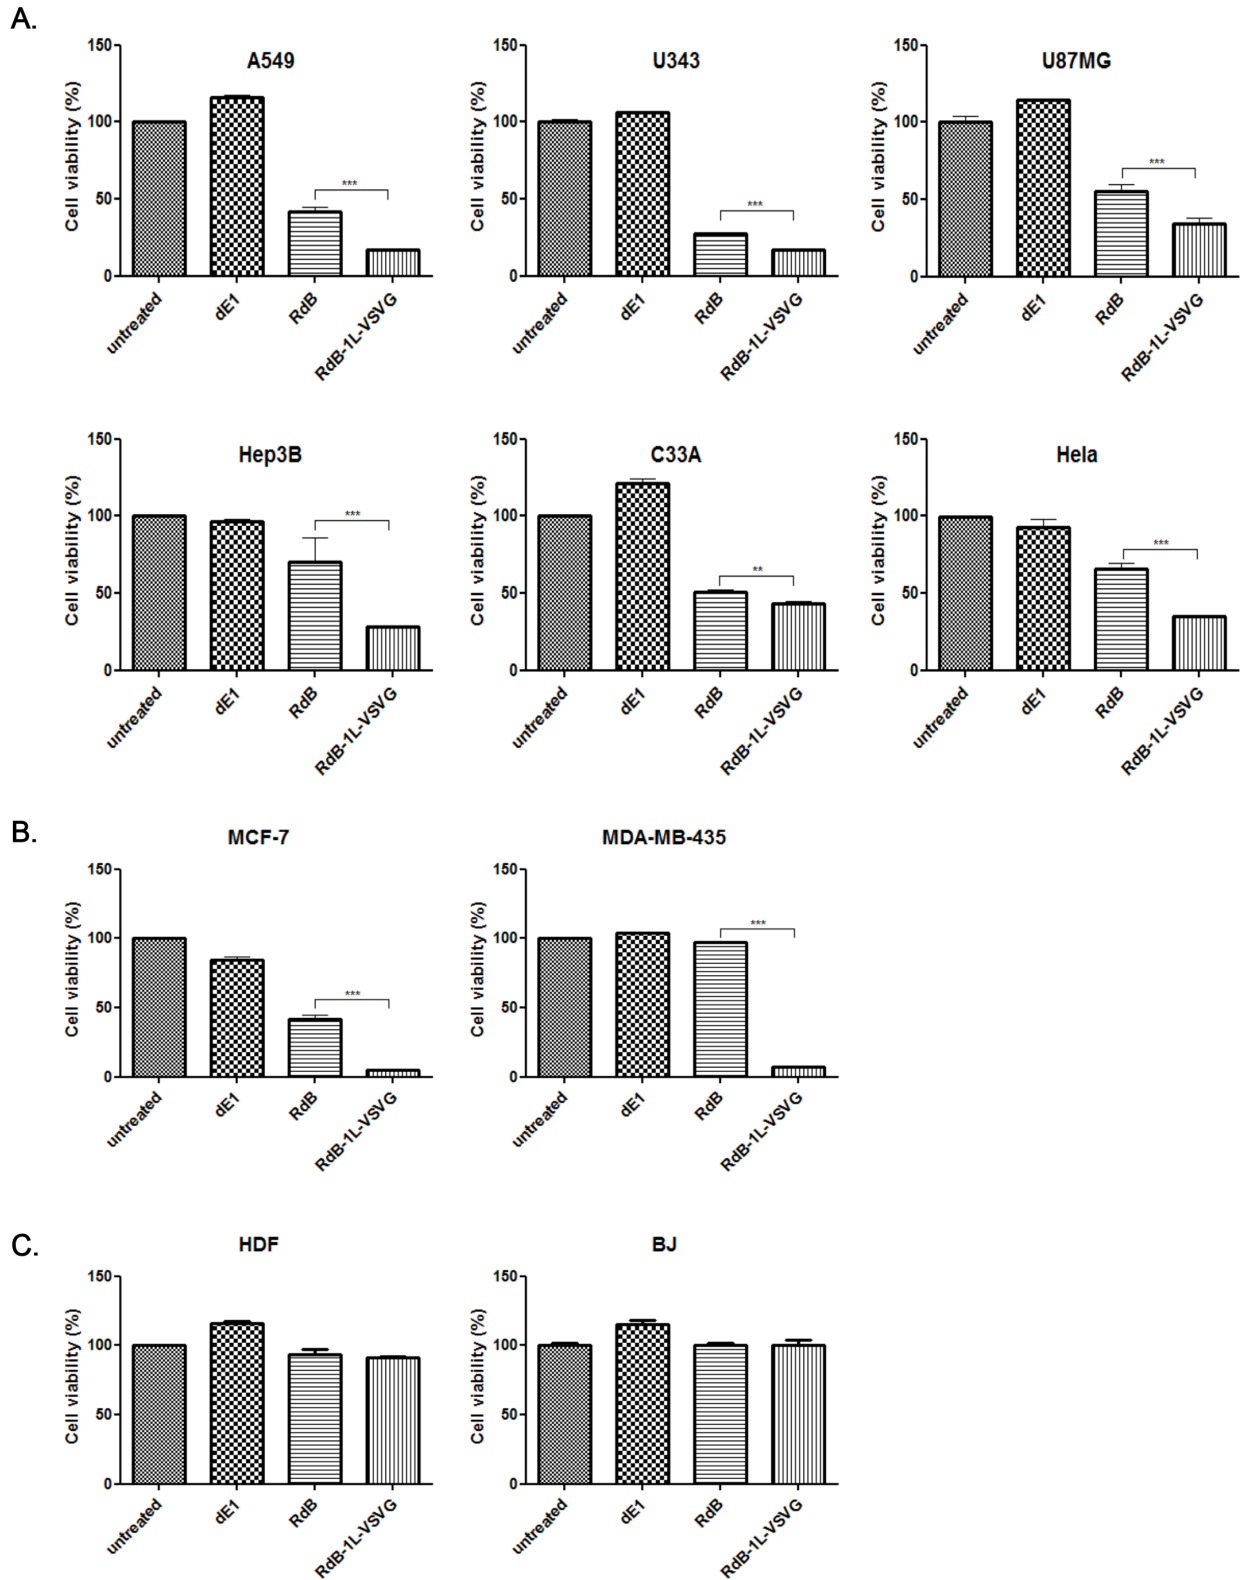 A.
A549
Cell viability (%)
150
100
50
0
***
untreated
dE1
RdB
RdB-1L-VSVG
U343
Cell viability (%)
150
100
50
0
***
untreated
dE1
RdB
RdB-1L-VSVG
U87MG
Cell viability (%)
150
100
50
0
***
untreated
dE1
RdB
RdB-1L-VSVG
Hep3B
Cell viability (%)
150
100
50
0
***
untreated
dE1
RdB
RdB-1L-VSVG
C33A
Cell viability (%)
150
100
50
0
**
untreated
dE1
RdB
RdB-1L-VSVG
Hela
Cell viability (%)
150
100
50
0
***
untreated
dE1
RdB
RdB-1L-VSVG
B.
MCF-7
Cell viability (%)
150
100
50
0
***
untreated
dE1
RdB
RdB-1L-VSVG
MDA-MB-435
Cell viability (%)
150
100
50
0
***
untreated
dE1
RdB
RdB-1L-VSVG
C.
HDF
Cell viability (%)
150
100
50
0
untreated
dE1
RdB
RdB-1L-VSVG
BJ
Cell viability (%)
150
100
50
0
untreated
dE1
RdB
RdB-1L-VSVG